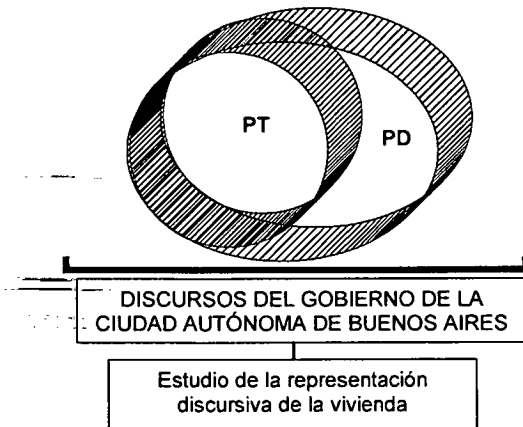 PT
PD
DISCURSOS DEL GOBIERNO DE LA
CIUDAD AUTÓNOMA DE BUENOS AIRES
Estudio de la representación
discursiva de la vivienda